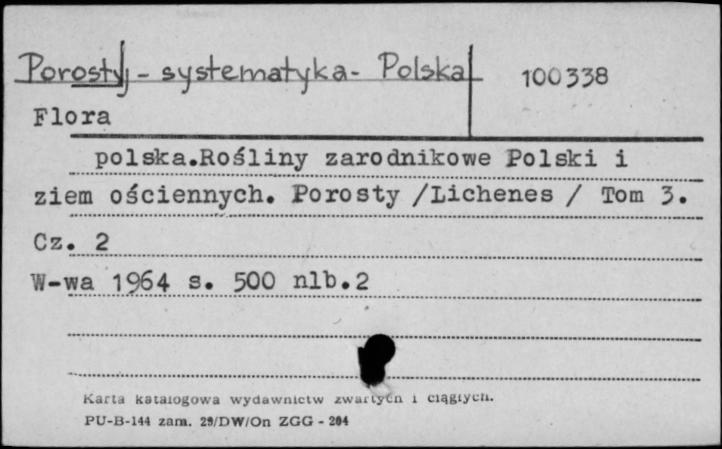 Porosty - systematyka - Polska 100338
Flora
polska.Rośliny zarodnikowe Polski i
ziem ościennych. Porosty /Lichenes / Tom 3.
Cz. 2
W-wa 1964 s. 500 nlb.2
Karta katalogowa wydawnictw zwartych i ciągłych.
PU-B-144 zam. 29/DW/On ZGG - 204